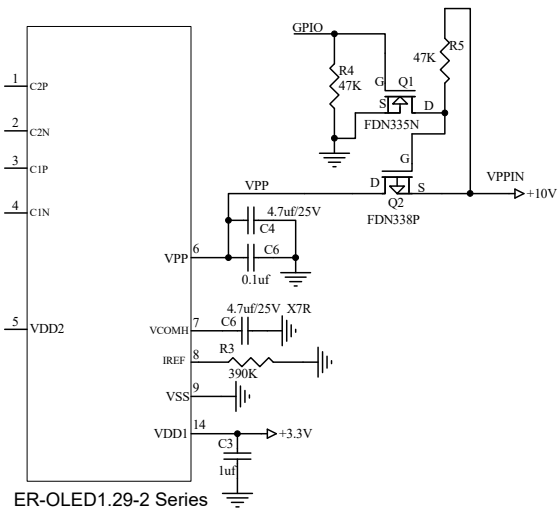 GPIO
R4
47K
G
Q1
S
D
FDN335N
47K
R5
G
VPPIN
D
S
+10V
Q2
FDN338P
VPP
4.7uf/25V
C4
C6
0.1uf
1
C2P
2
C2N
3
C1P
4
C1N
5
VDD2
VPP
6
VCOMH
7
4.7uf/25V X7R
C6
IREF
8
R3
390K
VSS
9
VDD1
14
+3.3V
C3
1uf
ER-OLED1.29-2 Series